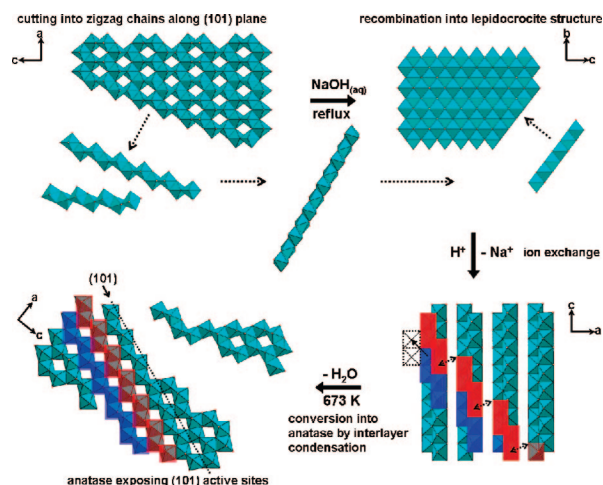 cutting into zigzag chains along (101) plane
a
c
NaOH(aq)
reflux
recombination into lepidocrocite structure
b
c
H+ - Na+ ion exchange
(101)
a
c
- H2O
673 K
conversion into
anatase by interlayer
condensation
c
a
anatase exposing (101) active sites